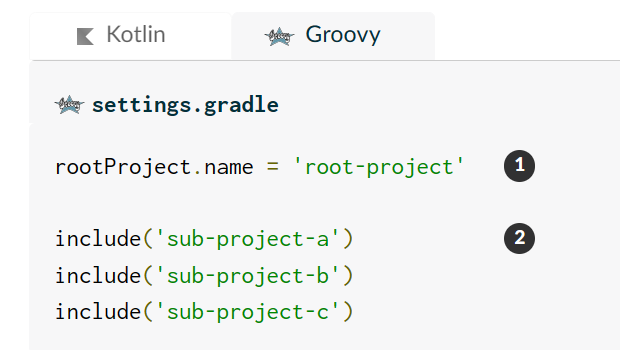 Kotlin
Groovy
settings.gradle
rootProject.name = 'root-project' 1
include('sub-project-a') 2
include('sub-project-b')
include('sub-project-c')